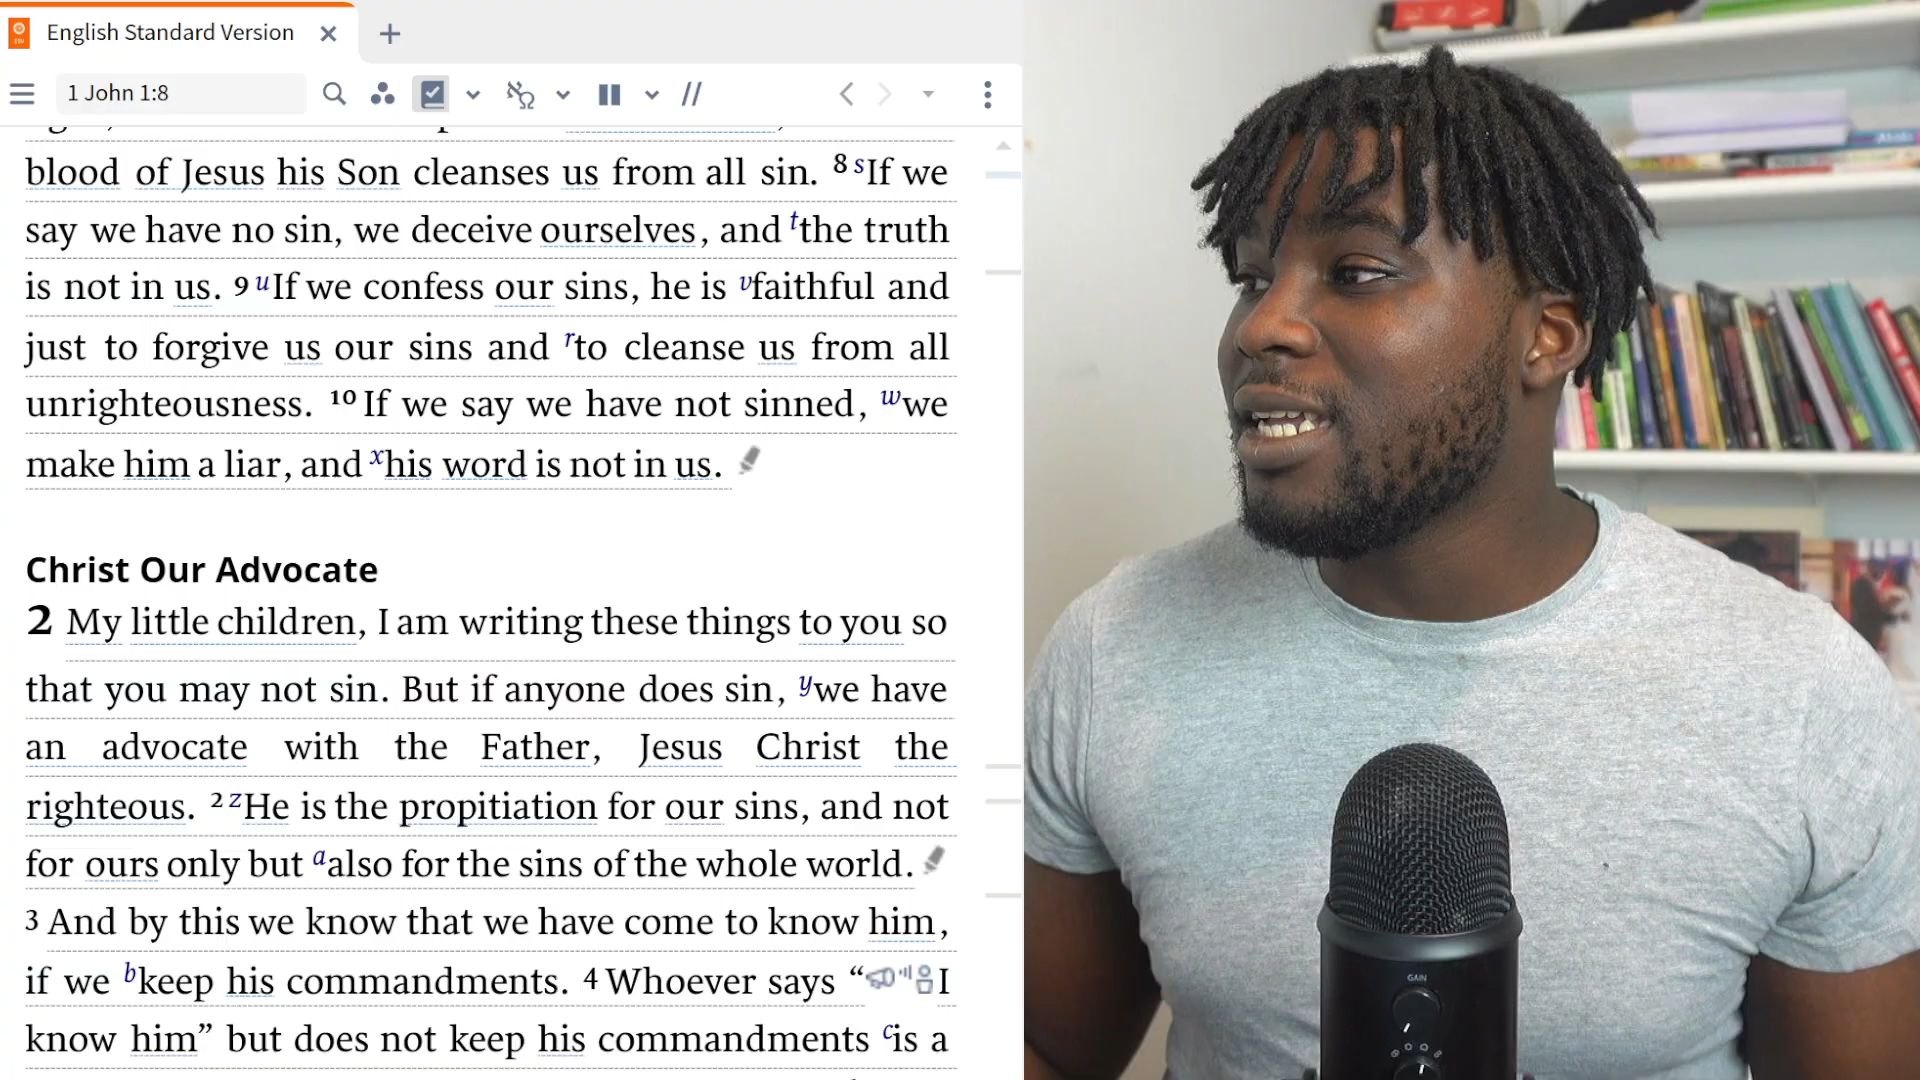 English Standard Version
1 John 1:8
blood of Jesus his Son cleanses us from all sin. 8 sIf we
say we have no sin, we deceive ourselves, and tthe truth
is not in us. 9 uIf we confess our sins, he is vfaithful and
just to forgive us our sins and rto cleanse us from all
unrighteousness. 10 If we say we have not sinned, wwe
make him a liar, and xhis word is not in us.
Christ Our Advocate
2 My little children, I am writing these things to you so
that you may not sin. But if anyone does sin, ywe have
an advocate with the Father, Jesus Christ the
righteous. 2 zHe is the propitiation for our sins, and not
for ours only but aalso for the sins of the whole world.
3 And by this we know that we have come to know him,
if we bkeep his commandments. 4 Whoever says “I
know him” but does not keep his commandments cis a
GAIN